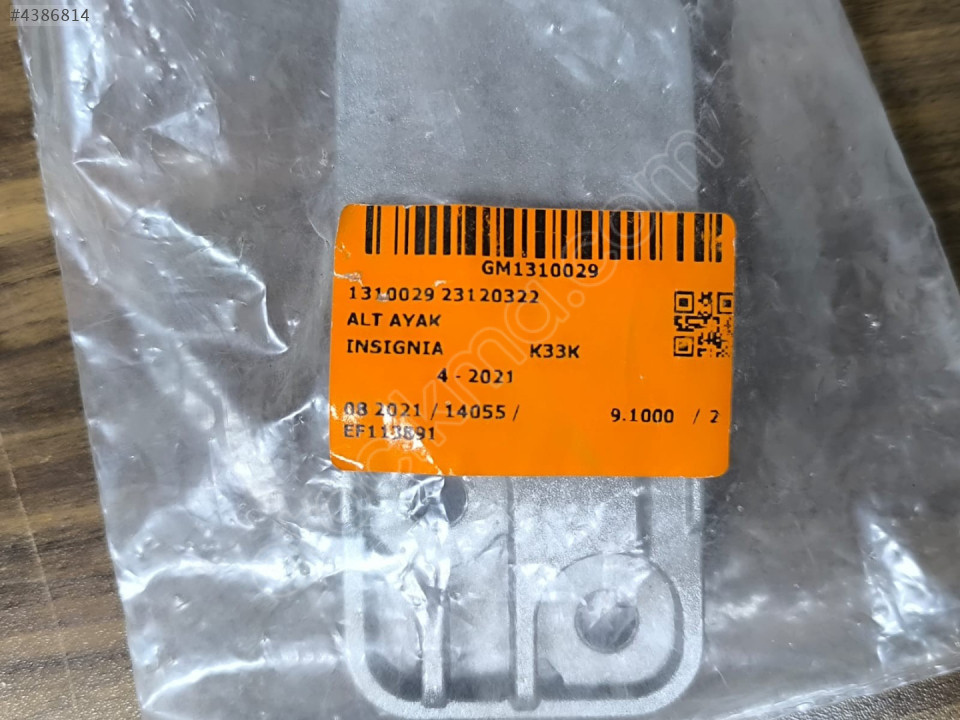 #4386814
GM1310029
1310029 23120322
ALT AYAK
INSIGNIA K33K
4 - 2021
08 2021 / 14055 / 9.1000 / 2